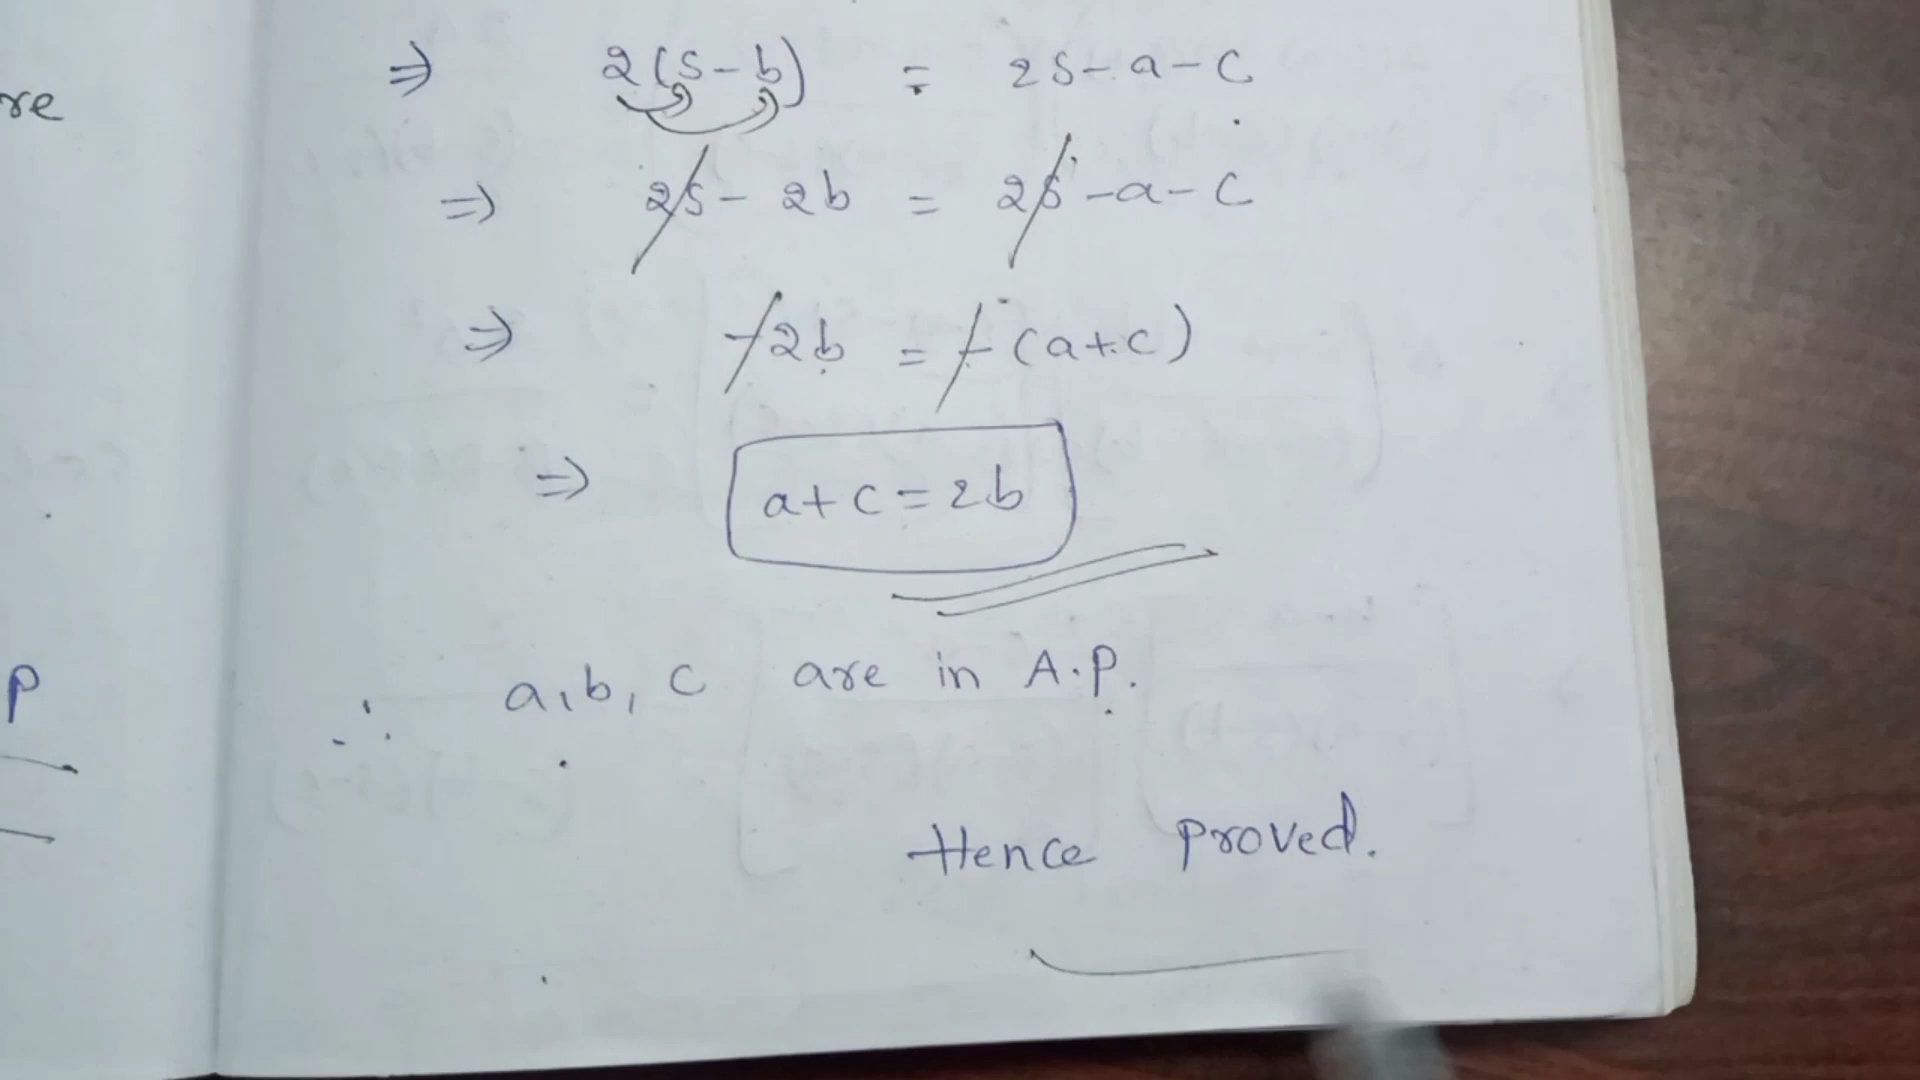 re
⇒ 2(s-b) = 2s-a-c
⇒ 2s-2b = 2s-a-c
⇒ -2b = -(a+c)
⇒ a+c=2b
P
∴ a,b,c are in A.P.
Hence proved.